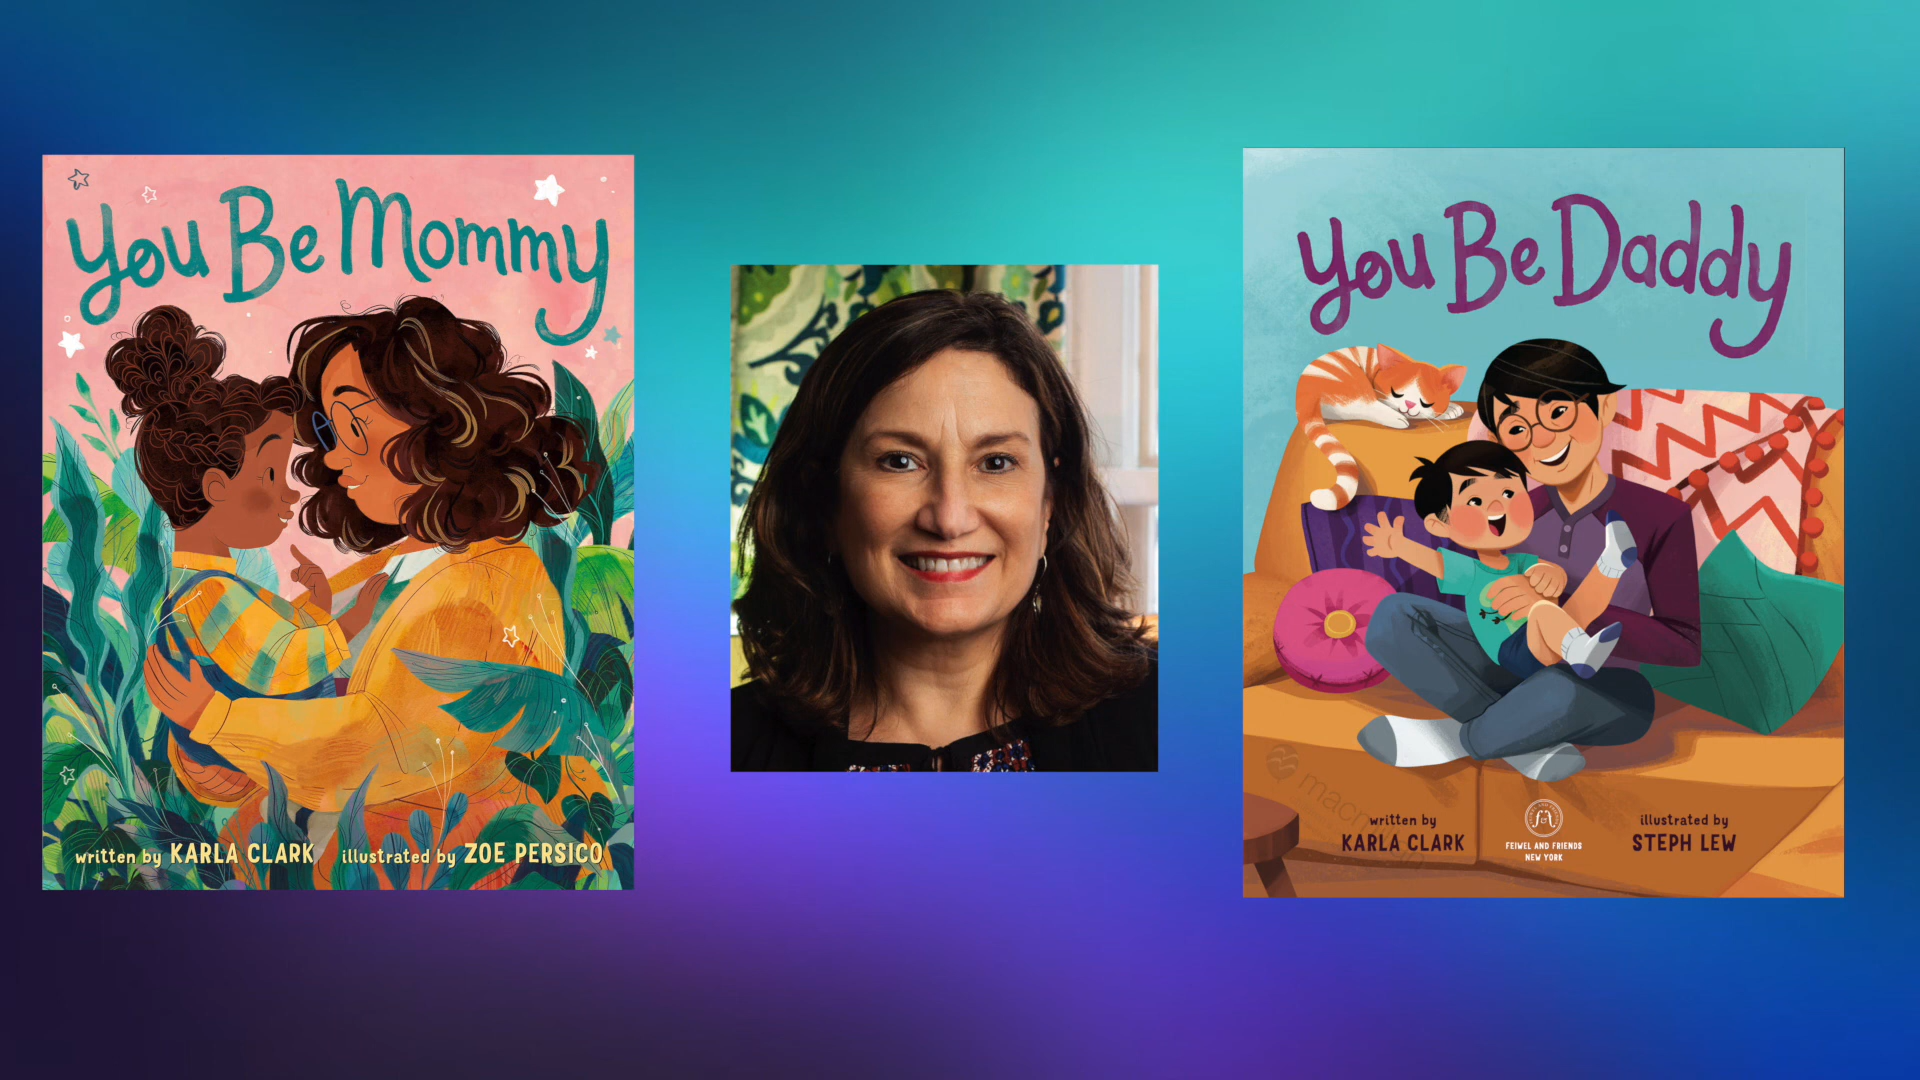 You Be Mommy
written by KARLA CLARK illustrated by ZOE PERSICO
You Be Daddy
macmillan
written by
KARLA CLARK
FEIWEL AND FRIENDS
NEW YORK
illustrated by
STEPH LEW